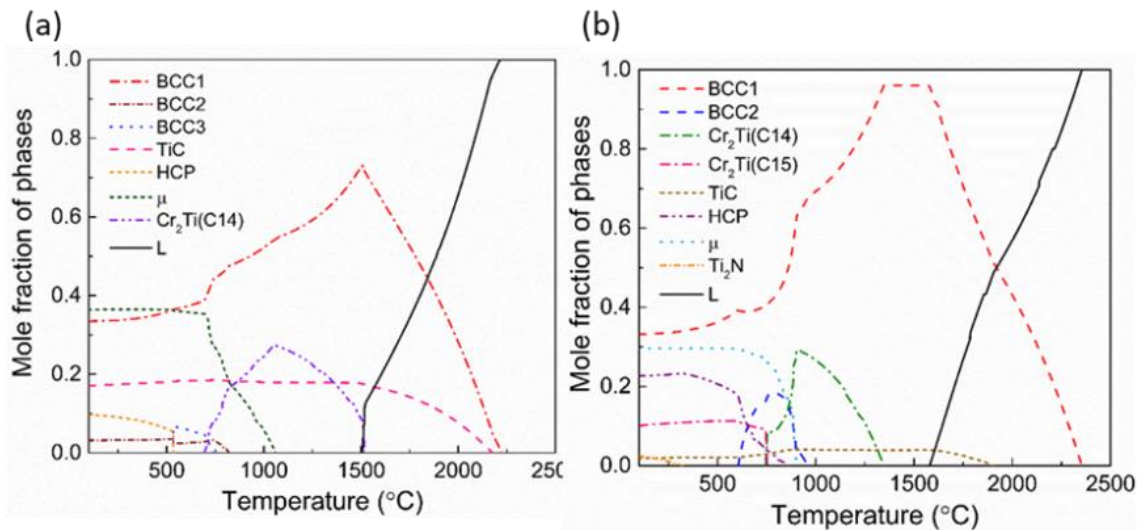 (a)
1.0
0.8
0.6
0.4
0.2
0.0
Mole fraction of phases
BCC1
BCC2
BCC3
TiC
HCP
μ
Cr₂Ti(C14)
L
500
1000
1500
2000
250
Temperature (°C)
(b)
1.0
0.8
0.6
0.4
0.2
0.0
Mole fraction of phases
BCC1
BCC2
Cr₂Ti(C14)
Cr₂Ti(C15)
TiC
HCP
μ
Ti₂N
L
500
1000
1500
2000
2500
Temperature (°C)